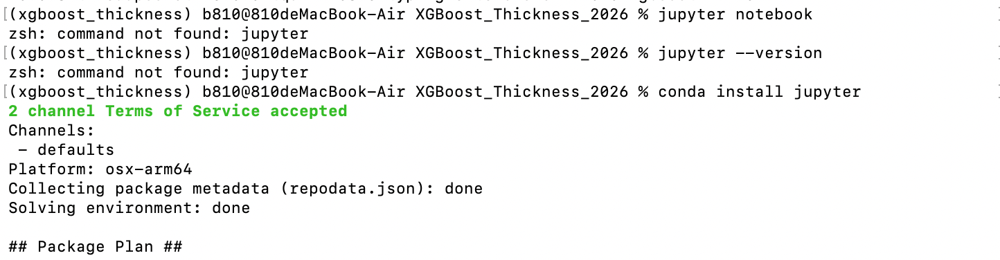 [(xgboost_thickness) b810@810deMacBook-Air XGBoost_Thickness_2026 % jupyter notebook
zsh: command not found: jupyter
[(xgboost_thickness) b810@810deMacBook-Air XGBoost_Thickness_2026 % jupyter --version
zsh: command not found: jupyter
[(xgboost_thickness) b810@810deMacBook-Air XGBoost_Thickness_2026 % conda install jupyter
2 channel Terms of Service accepted
Channels:
 - defaults
Platform: osx-arm64
Collecting package metadata (repodata.json): done
Solving environment: done

## Package Plan ##